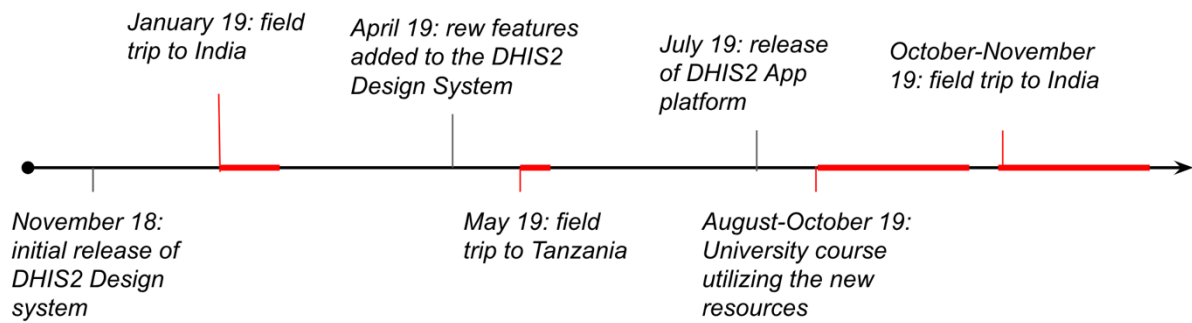 January 19: field
trip to India
April 19: rew features
added to the DHIS2
Design System
July 19: release
of DHIS2 App
platform
October-November
19: field trip to India
November 18:
initial release of
DHIS2 Design
system
May 19: field
trip to Tanzania
August-October 19:
University course
utilizing the new
resources